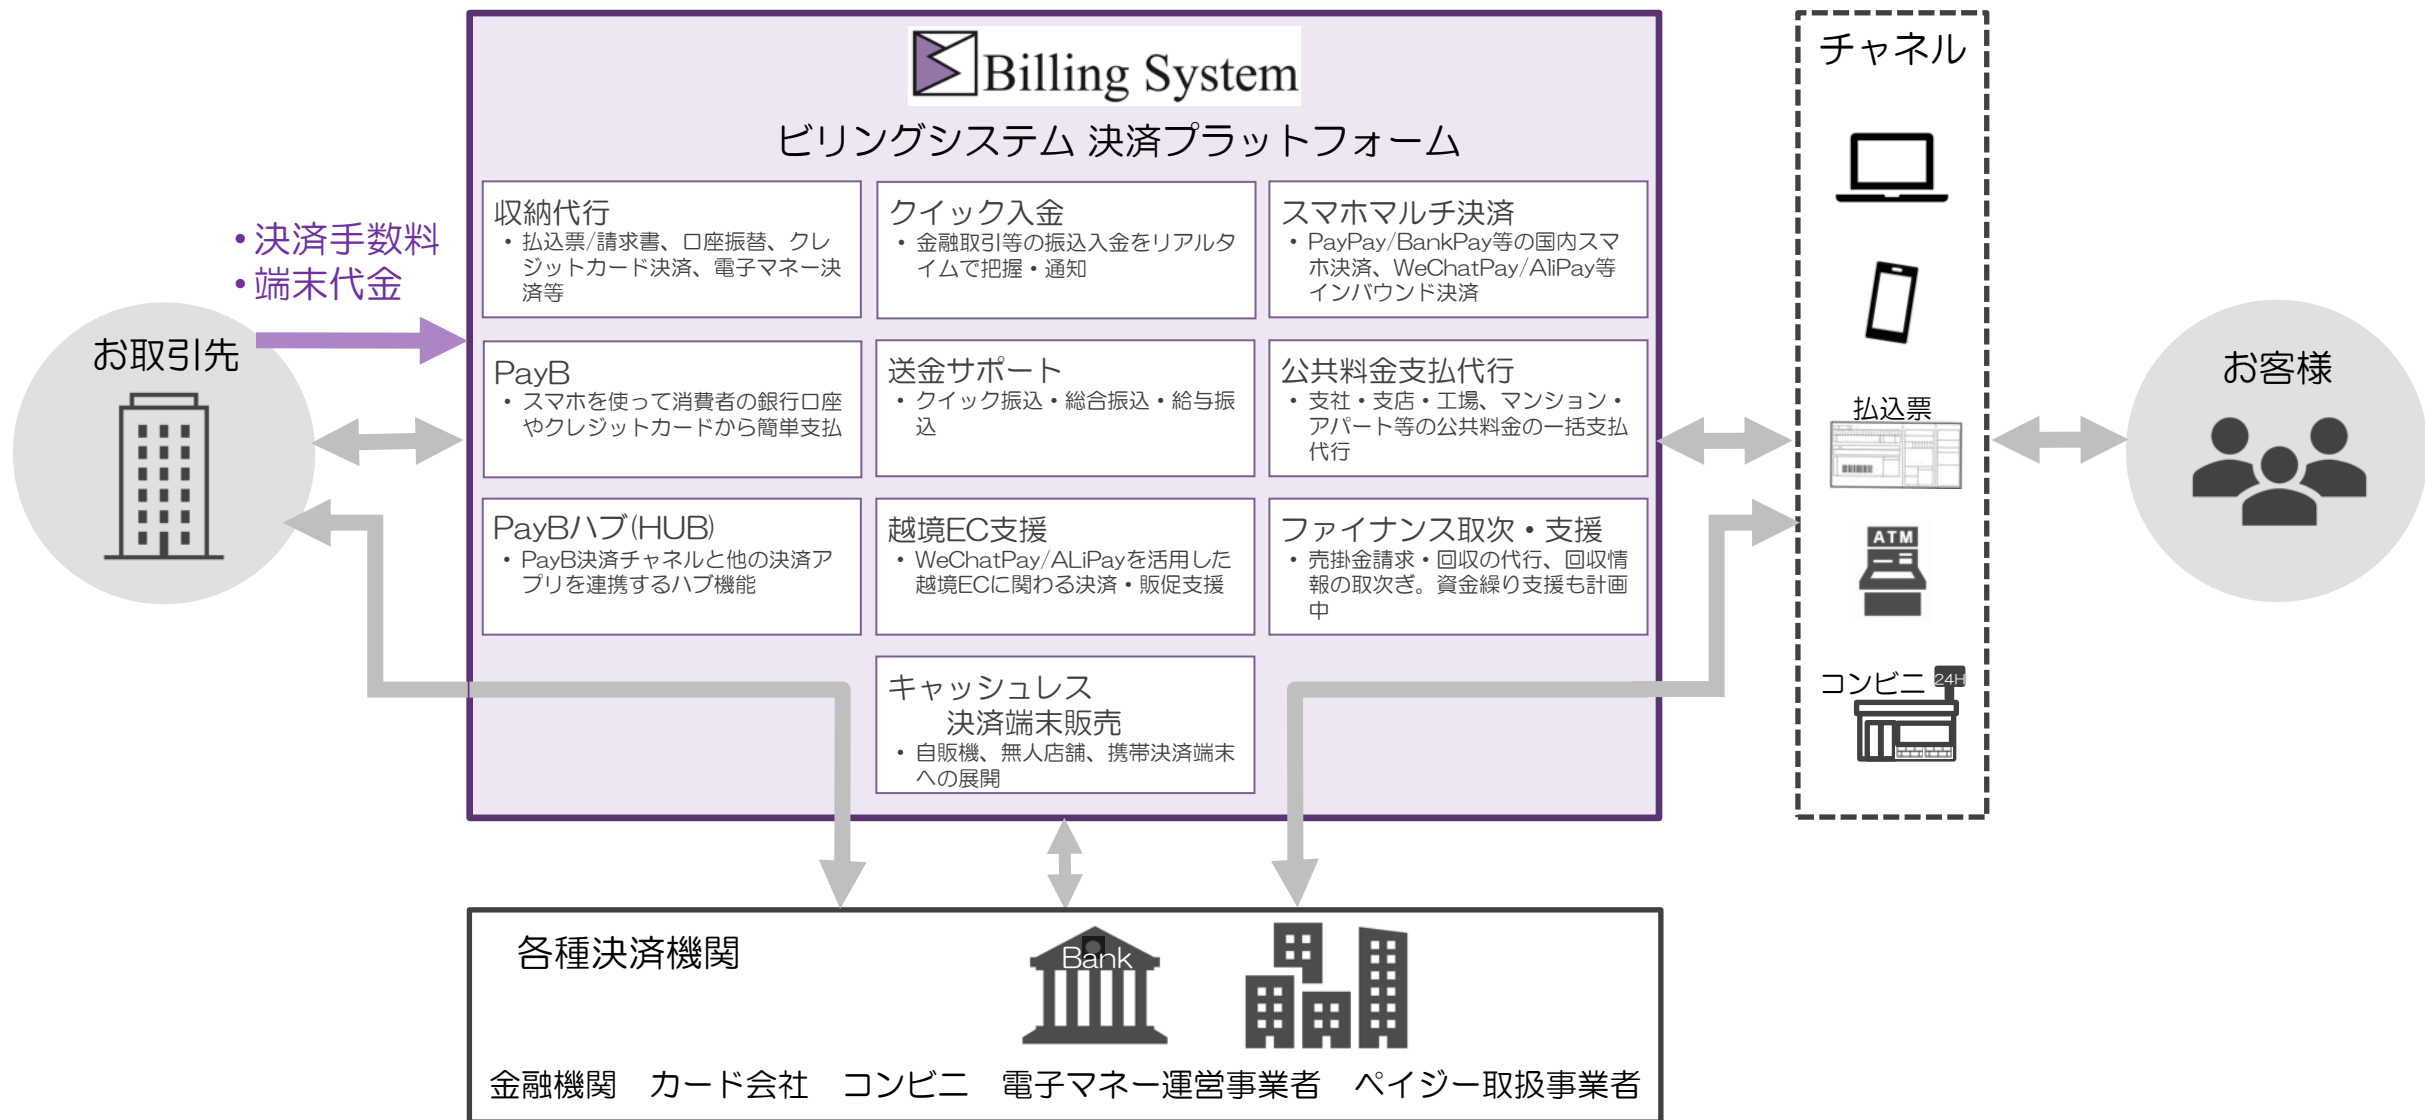 Billing System
ビリングシステム 決済プラットフォーム
・決済手数料
・端末代金
お取引先
収納代行
・払込票/請求書、口座振替、クレ
ジットカード決済、電子マネー決
済等
クイック入金
・金融取引等の振込入金をリアルタ
イムで把握・通知
スマホマルチ決済
・PayPay/BankPay等の国内スマ
ホ決済、WeChatPay/AliPay等
インバウンド決済
PayB
・スマホを使って消費者の銀行口座
やクレジットカードから簡単支払
送金サポート
・クイック振込・総合振込・給与振
込
公共料金支払代行
・支社・支店・工場、マンション・
アパート等の公共料金の一括支払
代行
PayBハブ(HUB)
・PayB決済チャネルと他の決済ア
プリを連携するハブ機能
越境EC支援
・WeChatPay/ALiPayを活用した
越境ECに関わる決済・販促支援
ファイナンス取次・支援
・売掛金請求・回収の代行、回収情
報の取次ぎ。資金繰り支援も計画
中
キャッシュレス
決済端末販売
・自販機、無人店舗、携帯決済端末
への展開
チャネル
払込票
ATM
コンビニ
24H
お客様
各種決済機関
Bank
金融機関 カード会社 コンビニ 電子マネー運営事業者 ペイジー取扱事業者